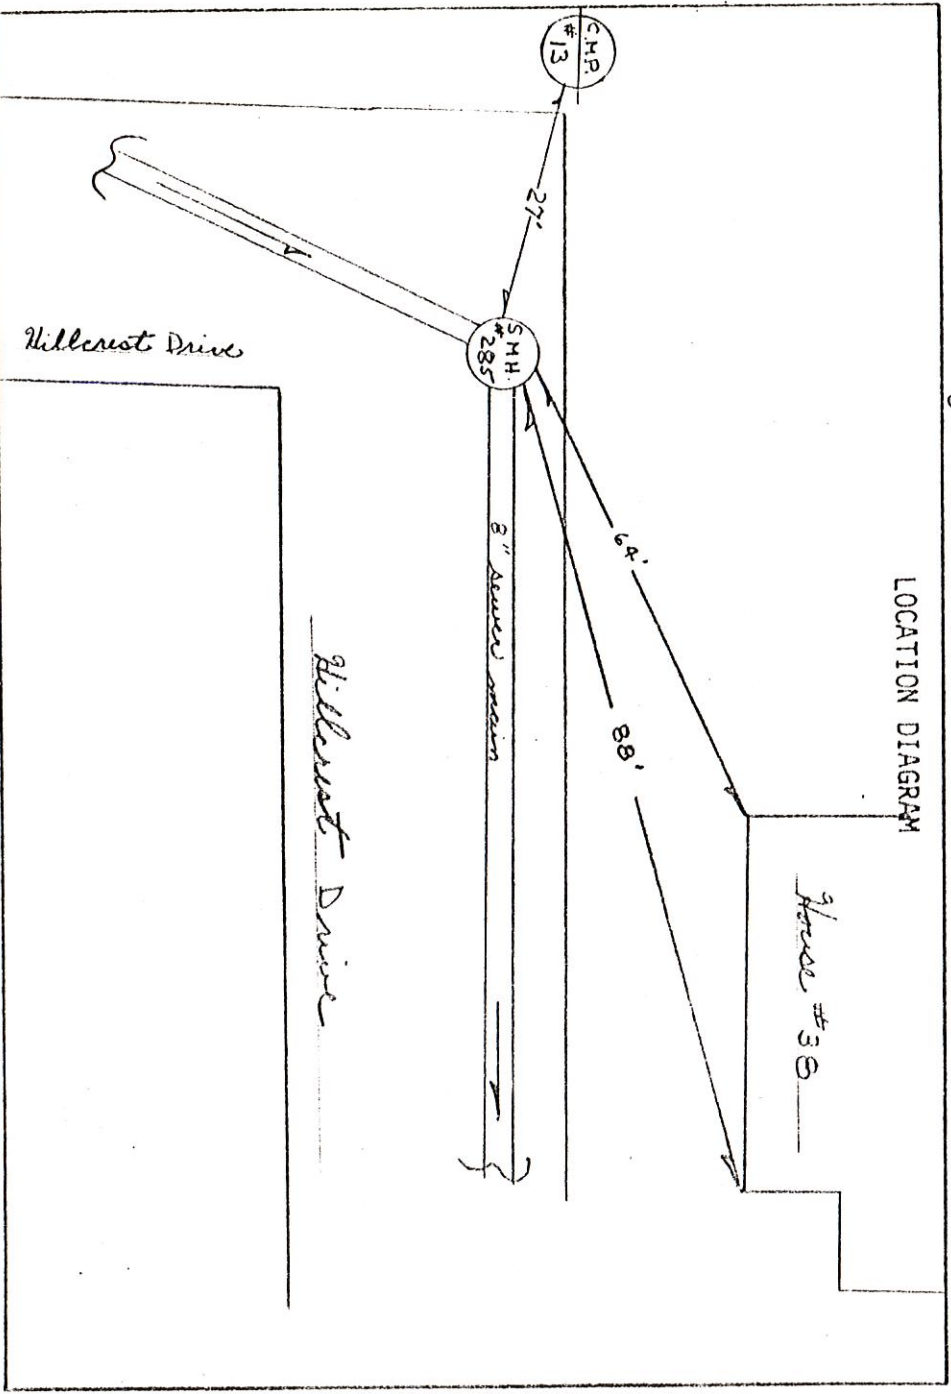 LOCATION DIAGRAM
C.M.P.
#13
27'
S.M.H.
#285
64'
88'
House #38
8" sewer main
Hillcrest Drive
Hillcrest Drive